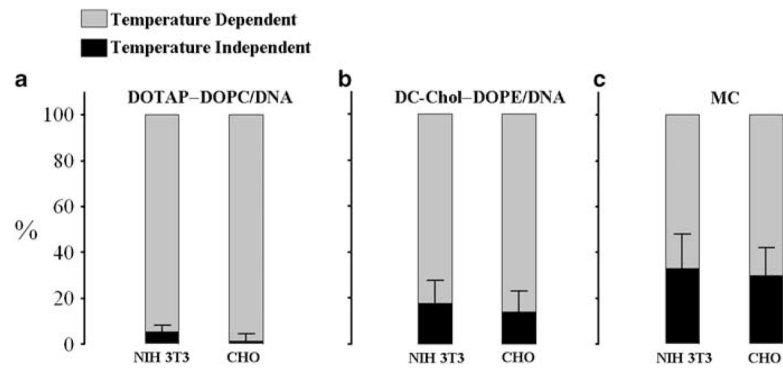 Temperature Dependent
Temperature Independent
a b c
DOTAP–DOPC/DNA DC-Chol–DOPE/DNA MC
100
80
60
%
40
20
0
NIH 3T3 CHO NIH 3T3 CHO NIH 3T3 CHO